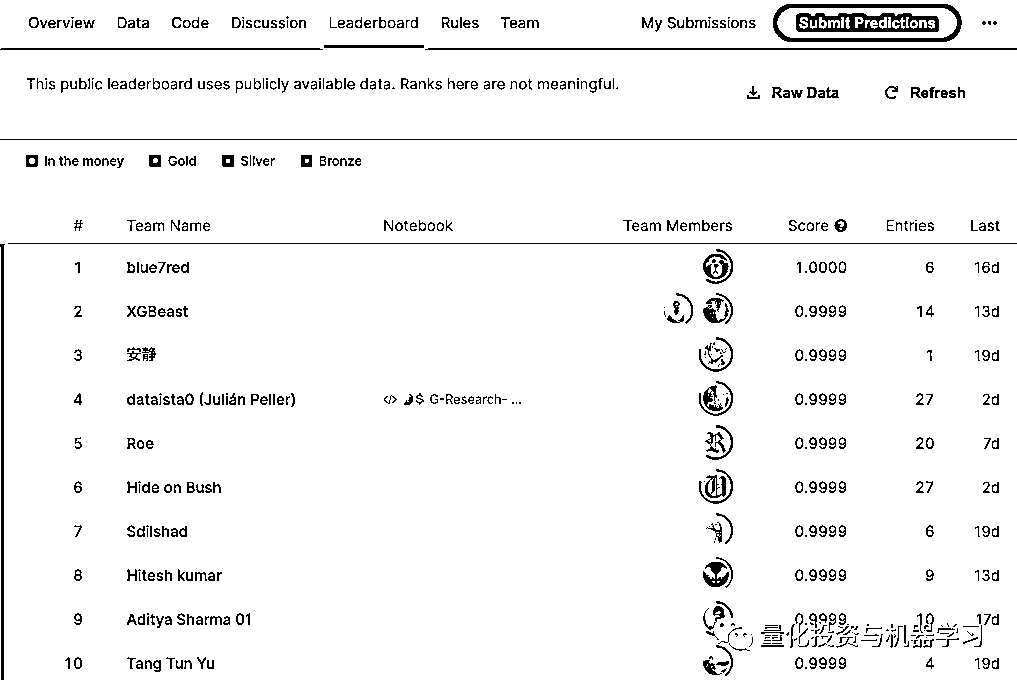 Overview Data Code Discussion Leaderboard Rules Team My Submissions Submit Predictions ...
This public leaderboard uses publicly available data. Ranks here are not meaningful.
Raw Data Refresh
In the money Gold Silver Bronze
# Team Name Notebook Team Members Score Entries Last
1 blue7red 1.0000 6 16d
2 XGBeast 0.9999 14 13d
3 安静 0.9999 1 19d
4 dataista0 (Julián Peller) </> $ G-Research- ... 0.9999 27 2d
5 Roe 0.9999 20 7d
6 Hide on Bush 0.9999 27 2d
7 Sdilshad 0.9999 6 19d
8 Hitesh kumar 0.9999 9 13d
9 Aditya Sharma 01 0.9999 10 17d
量化投资与机器学习
10 Tang Tun Yu 0.9999 4 19d